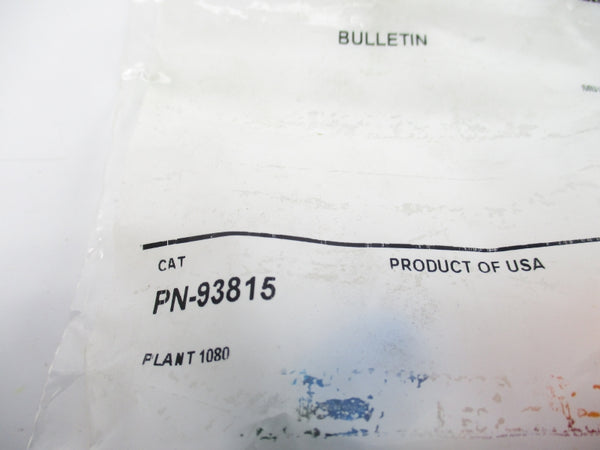 BULLETIN
CAT
PRODUCT OF USA
PN-93815
PLANT 1080